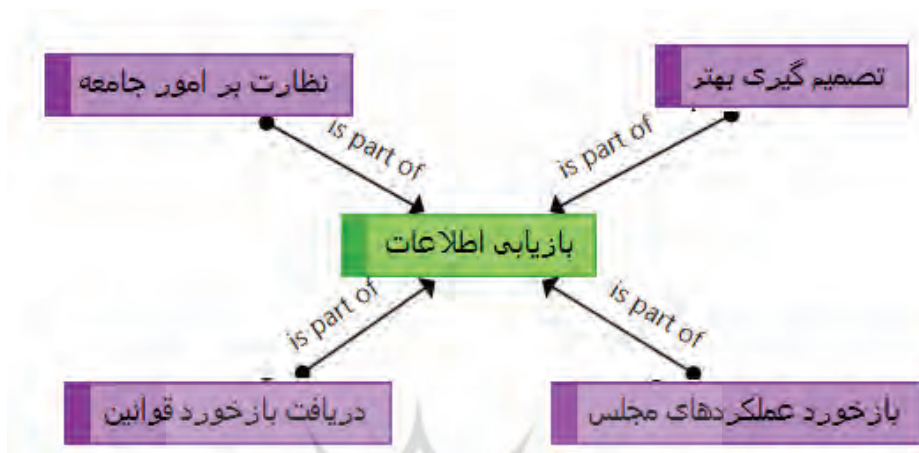 نظارت بر امور جامعه
تصمیم گیری بهتر
is part of
is part of
بازیابی اطلاعات
is part of
is part of
دریافت بازخورد قوانین
بازخورد عملکردهای مجلس